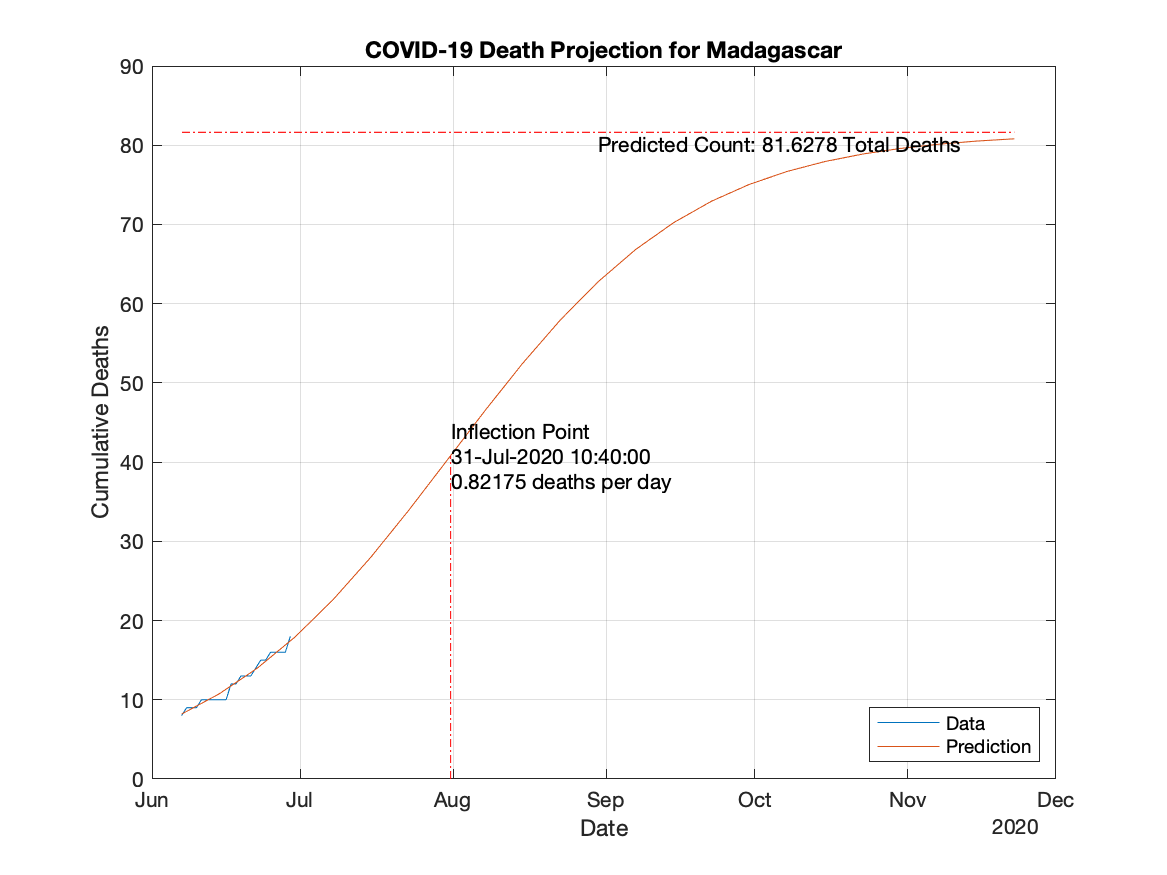 COVID-19 Death Projection for Madagascar
90
80
70
60
50
40
30
20
10
0
Cumulative Deaths
Predicted Count: 81.6278 Total Deaths
Inflection Point
31-Jul-2020 10:40:00
0.82175 deaths per day
Data
Prediction
Jun Jul Aug Sep Oct Nov Dec
Date
2020